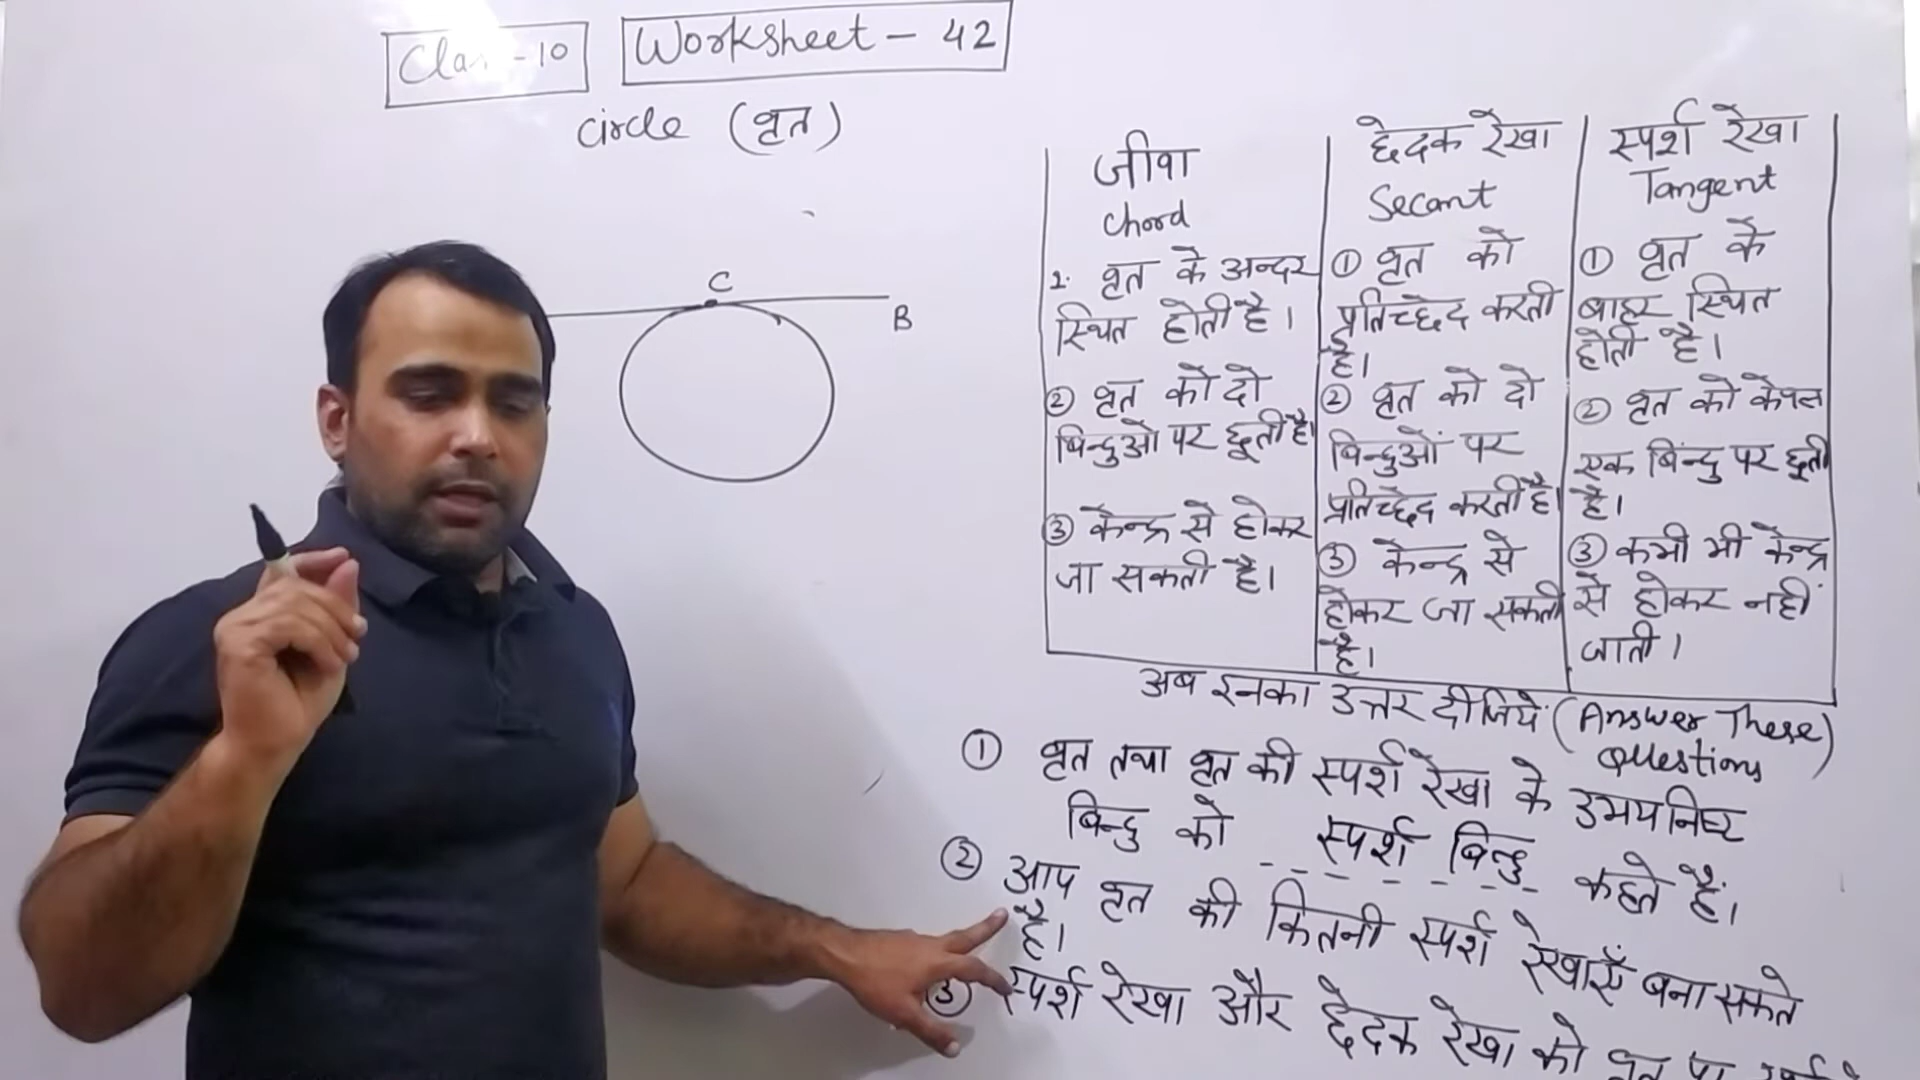 Class-10
Worksheet - 42
Circle (वृत)
C
B
जीवा
Chord
1. वृत के अन्दर
स्थित होती है।
② वृत को दो
बिन्दुओं पर छूती है
③ केन्द्र से होकर
जा सकती है।
छेदक रेखा
Secant
① वृत को
प्रतिच्छेद करती
है।
② वृत को दो
बिन्दुओं पर
प्रतिच्छेद करती है।
③ केन्द्र से
होकर जा सकती
है।
स्पर्श रेखा
Tangent
① वृत के
बाहर स्थित
होती है।
② वृत को केवल
एक बिन्दु पर छूती
है।
③ कभी भी केन्द्र
से होकर नहीं
जाती।
अब इनका उत्तर दीजिये (Answer These)
Questions
① वृत तथा वृत की स्पर्श रेखा के उभयनिष्ट
बिन्दु को स्पर्श बिन्दु कहते हैं।
② आप वृत की कितनी स्पर्श रेखाएँ बना सकते
है।
③ स्पर्श रेखा और छेदक रेखा को वृत